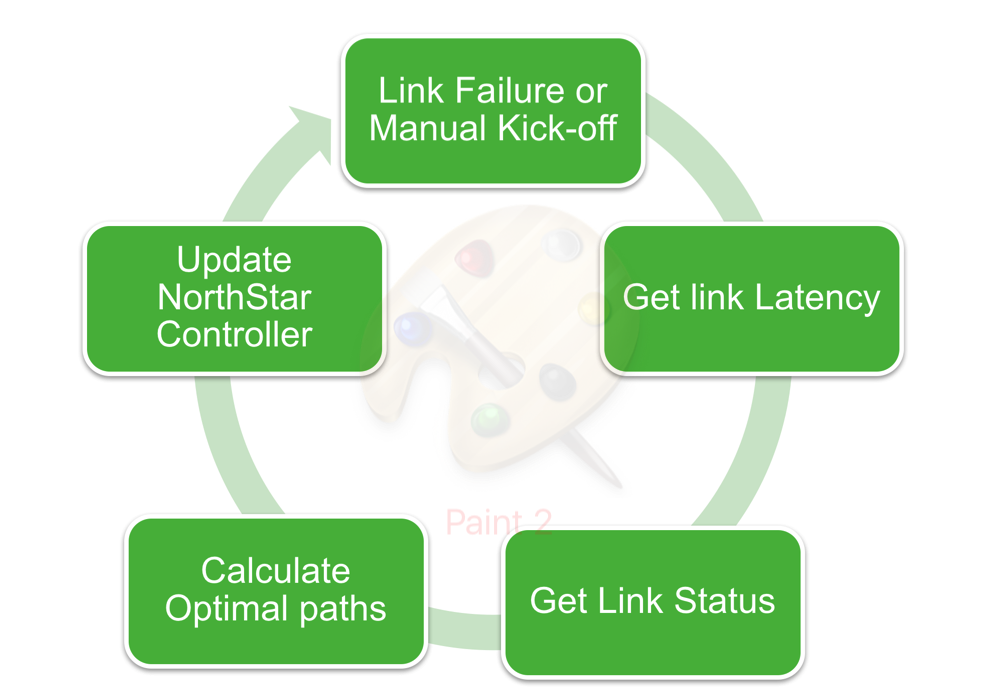 Link Failure or
Manual Kick-off
Get link Latency
Get Link Status
Calculate
Optimal paths
Update
NorthStar
Controller
Paint 2